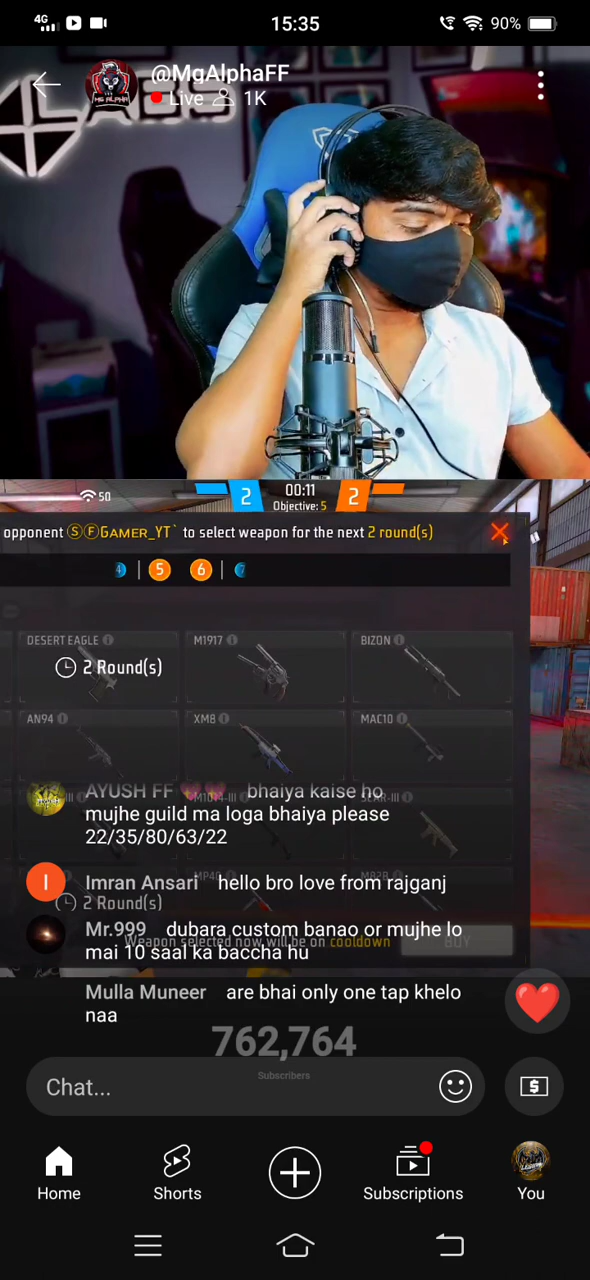 4G 15:35 90%
@MgAlphaFF
Live 1K
50 2 00:11 2
Objective: 5
opponent ⓈⒻGAMER_YT` to select weapon for the next 2 round(s)
4 | 5 6 | 7
DESERT EAGLE M1917 BIZON
2 Round(s)
AN94 XM8 MAC10
AYUSH FF 💖💖 bhaiya kaise ho
mujhe guild ma loga bhaiya please
22/35/80/63/22
Imran Ansari hello bro love from rajganj
2 Round(s)
Mr.999 dubara custom banao or mujhe lo
mai 10 saal ka baccha hu
Weapon selected now will be on cooldown BUY
Mulla Muneer are bhai only one tap khelo
naa
762,764
Subscribers
Chat...
Home Shorts Subscriptions You